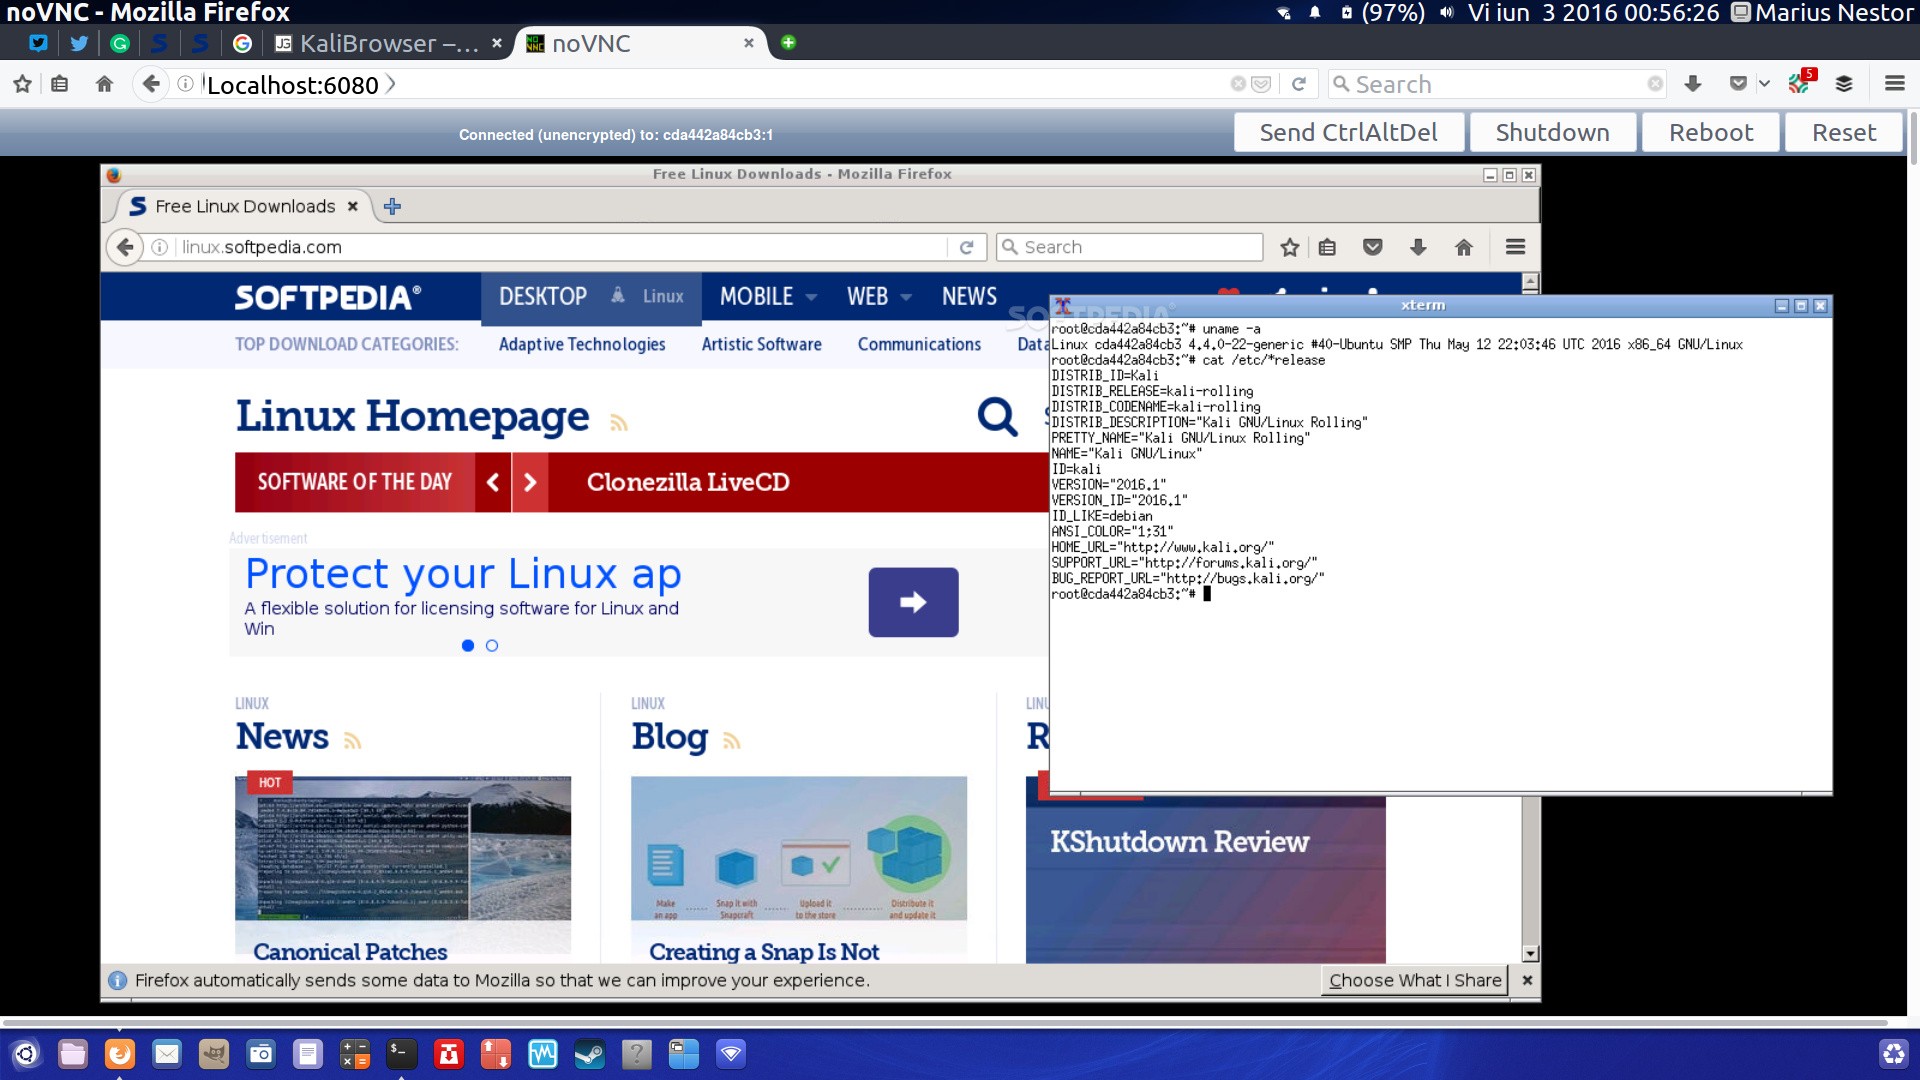 noVNC - Mozilla Firefox
(97%) Vi iun 3 2016 00:56:26 Marius Nestor
KaliBrowser –... noVNC
Localhost:6080
Search
5
Connected (unencrypted) to: cda442a84cb3:1
Send CtrlAltDel Shutdown Reboot Reset
Free Linux Downloads - Mozilla Firefox
Free Linux Downloads
linux.softpedia.com
Search
SOFTPEDIA®
DESKTOP Linux MOBILE WEB NEWS
TOP DOWNLOAD CATEGORIES: Adaptive Technologies Artistic Software Communications Data
Linux Homepage
SOFTWARE OF THE DAY Clonezilla LiveCD
Advertisement
Protect your Linux ap
A flexible solution for licensing software for Linux and
Win
LINUX
News
HOT
Canonical Patches
LINUX
Blog
Make
an app
Snap it with
Snapcraft
Upload it
to the store
Distribute it
and update it
Creating a Snap Is Not
LINU
R
KShutdown Review
SOFTPEDIA
xterm
root@cda442a84cb3:~# uname -a
Linux cda442a84cb3 4.4.0-22-generic #40-Ubuntu SMP Thu May 12 22:03:46 UTC 2016 x86_64 GNU/Linux
root@cda442a84cb3:~# cat /etc/*release
DISTRIB_ID=Kali
DISTRIB_RELEASE=kali-rolling
DISTRIB_CODENAME=kali-rolling
DISTRIB_DESCRIPTION="Kali GNU/Linux Rolling"
PRETTY_NAME="Kali GNU/Linux Rolling"
NAME="Kali GNU/Linux"
ID=kali
VERSION="2016.1"
VERSION_ID="2016.1"
ID_LIKE=debian
ANSI_COLOR="1;31"
HOME_URL="http://www.kali.org/"
SUPPORT_URL="http://forums.kali.org/"
BUG_REPORT_URL="http://bugs.kali.org/"
root@cda442a84cb3:~#
Firefox automatically sends some data to Mozilla so that we can improve your experience.
Choose What I Share